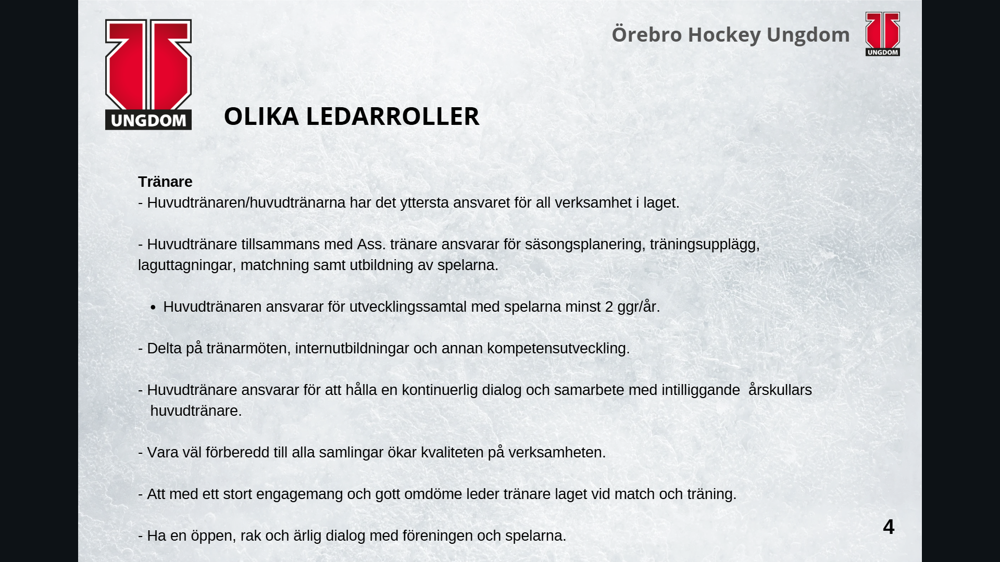 Örebro Hockey Ungdom
UNGDOM
UNGDOM
OLIKA LEDARROLLER
Tränare
- Huvudtränaren/huvudtränarna har det yttersta ansvaret för all verksamhet i laget.
- Huvudtränare tillsammans med Ass. tränare ansvarar för säsongsplanering, träningsupplägg,
laguttagningar, matchning samt utbildning av spelarna.
• Huvudtränaren ansvarar för utvecklingssamtal med spelarna minst 2 ggr/år.
- Delta på tränarmöten, internutbildningar och annan kompetensutveckling.
- Huvudtränare ansvarar för att hålla en kontinuerlig dialog och samarbete med intilliggande  årskullars
huvudtränare.
- Vara väl förberedd till alla samlingar ökar kvaliteten på verksamheten.
- Att med ett stort engagemang och gott omdöme leder tränare laget vid match och träning.
- Ha en öppen, rak och ärlig dialog med föreningen och spelarna.
4